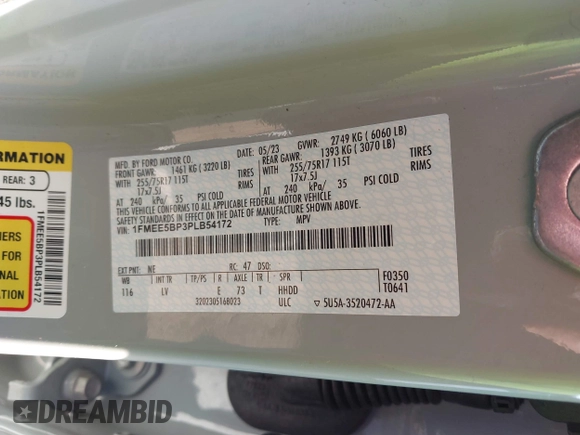 MFD. BY FORD MOTOR CO.
05/23 GVWR: 2749 KG ( 6060 LB)
FRONT GAWR: 1461 KG ( 3220 LB)
REAR GAWR: 1393 KG ( 3070 LB)
WITH 255/75R17 115T TIRES
WITH 255/75R17 115T TIRES
17x7.5J RIMS
17x7.5J RIMS
AT 240 kPa/ 35 PSI COLD
AT 240 kPa/ 35 PSI COLD
THIS VEHICLE CONFORMS TO ALL APPLICABLE FEDERAL MOTOR VEHICLE
SAFETY STANDARDS IN EFFECT ON THE DATE OF MANUFACTURE SHOWN ABOVE.
VIN: 1FMEE5BP3PLB54172 TYPE: MPV
EXT PNT: NE RC: 47 DSO:
WB INT TR TP/PS R AXLE TR SPR
116 LV E 73 T HHDD
F0350
T0641
3202305168023 ULC
5U5A-3520472-AA
RMATION
REAR: 3
45 lbs.
1FMEE5BP3PLB54172
IERS
FOR
NAL
ATION
DREAMBID